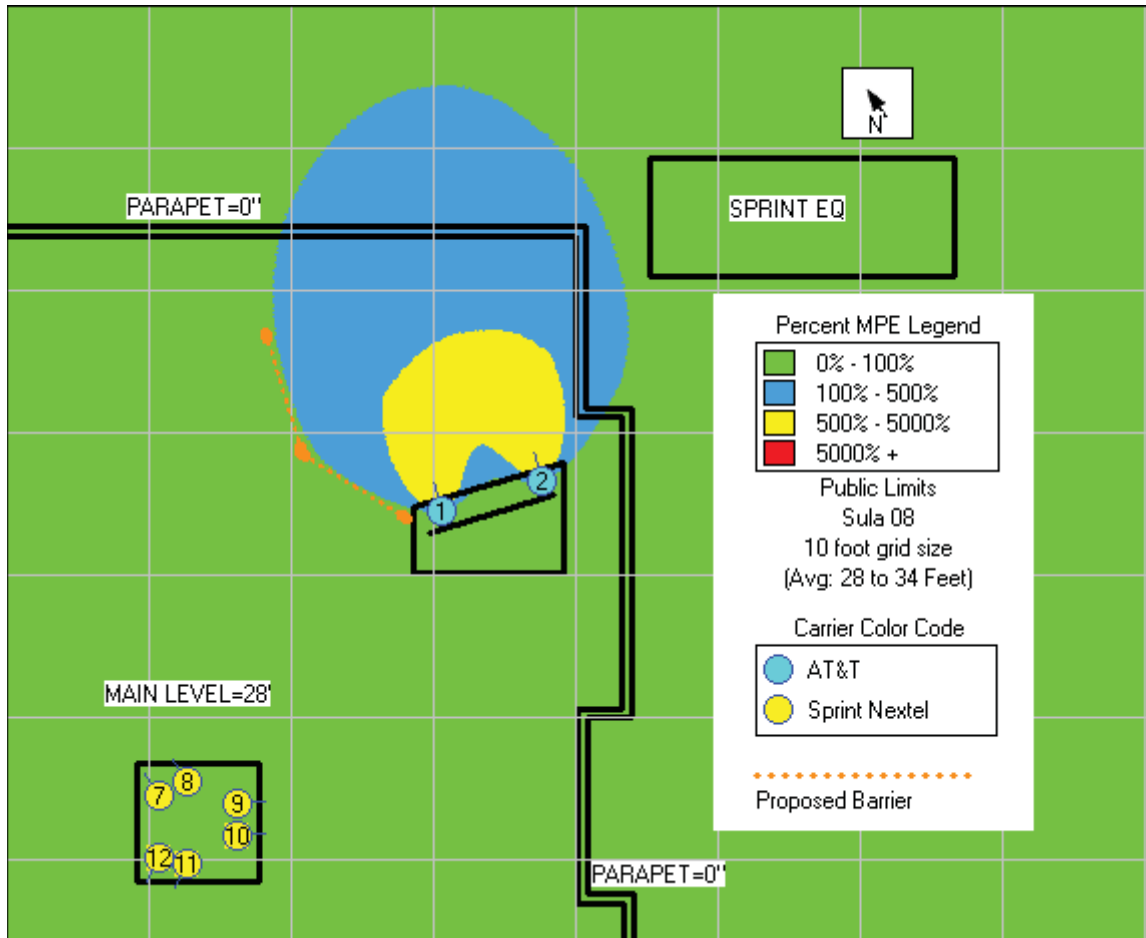 N
PARAPET=0"
SPRINT EQ
Percent MPE Legend
0% - 100%
100% - 500%
500% - 5000%
5000% +
Public Limits
Sula 08
10 foot grid size
(Avg: 28 to 34 Feet)
Carrier Color Code
AT&T
Sprint Nextel
Proposed Barrier
2
1
MAIN LEVEL=28'
8
7
9
10
12
11
PARAPET=0"